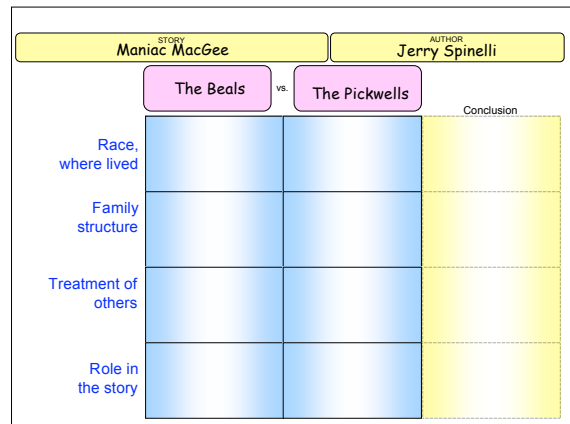 STORY
Maniac MacGee
AUTHOR
Jerry Spinelli
The Beals
vs.
The Pickwells
Conclusion
Race,
where lived
Family
structure
Treatment of
others
Role in
the story